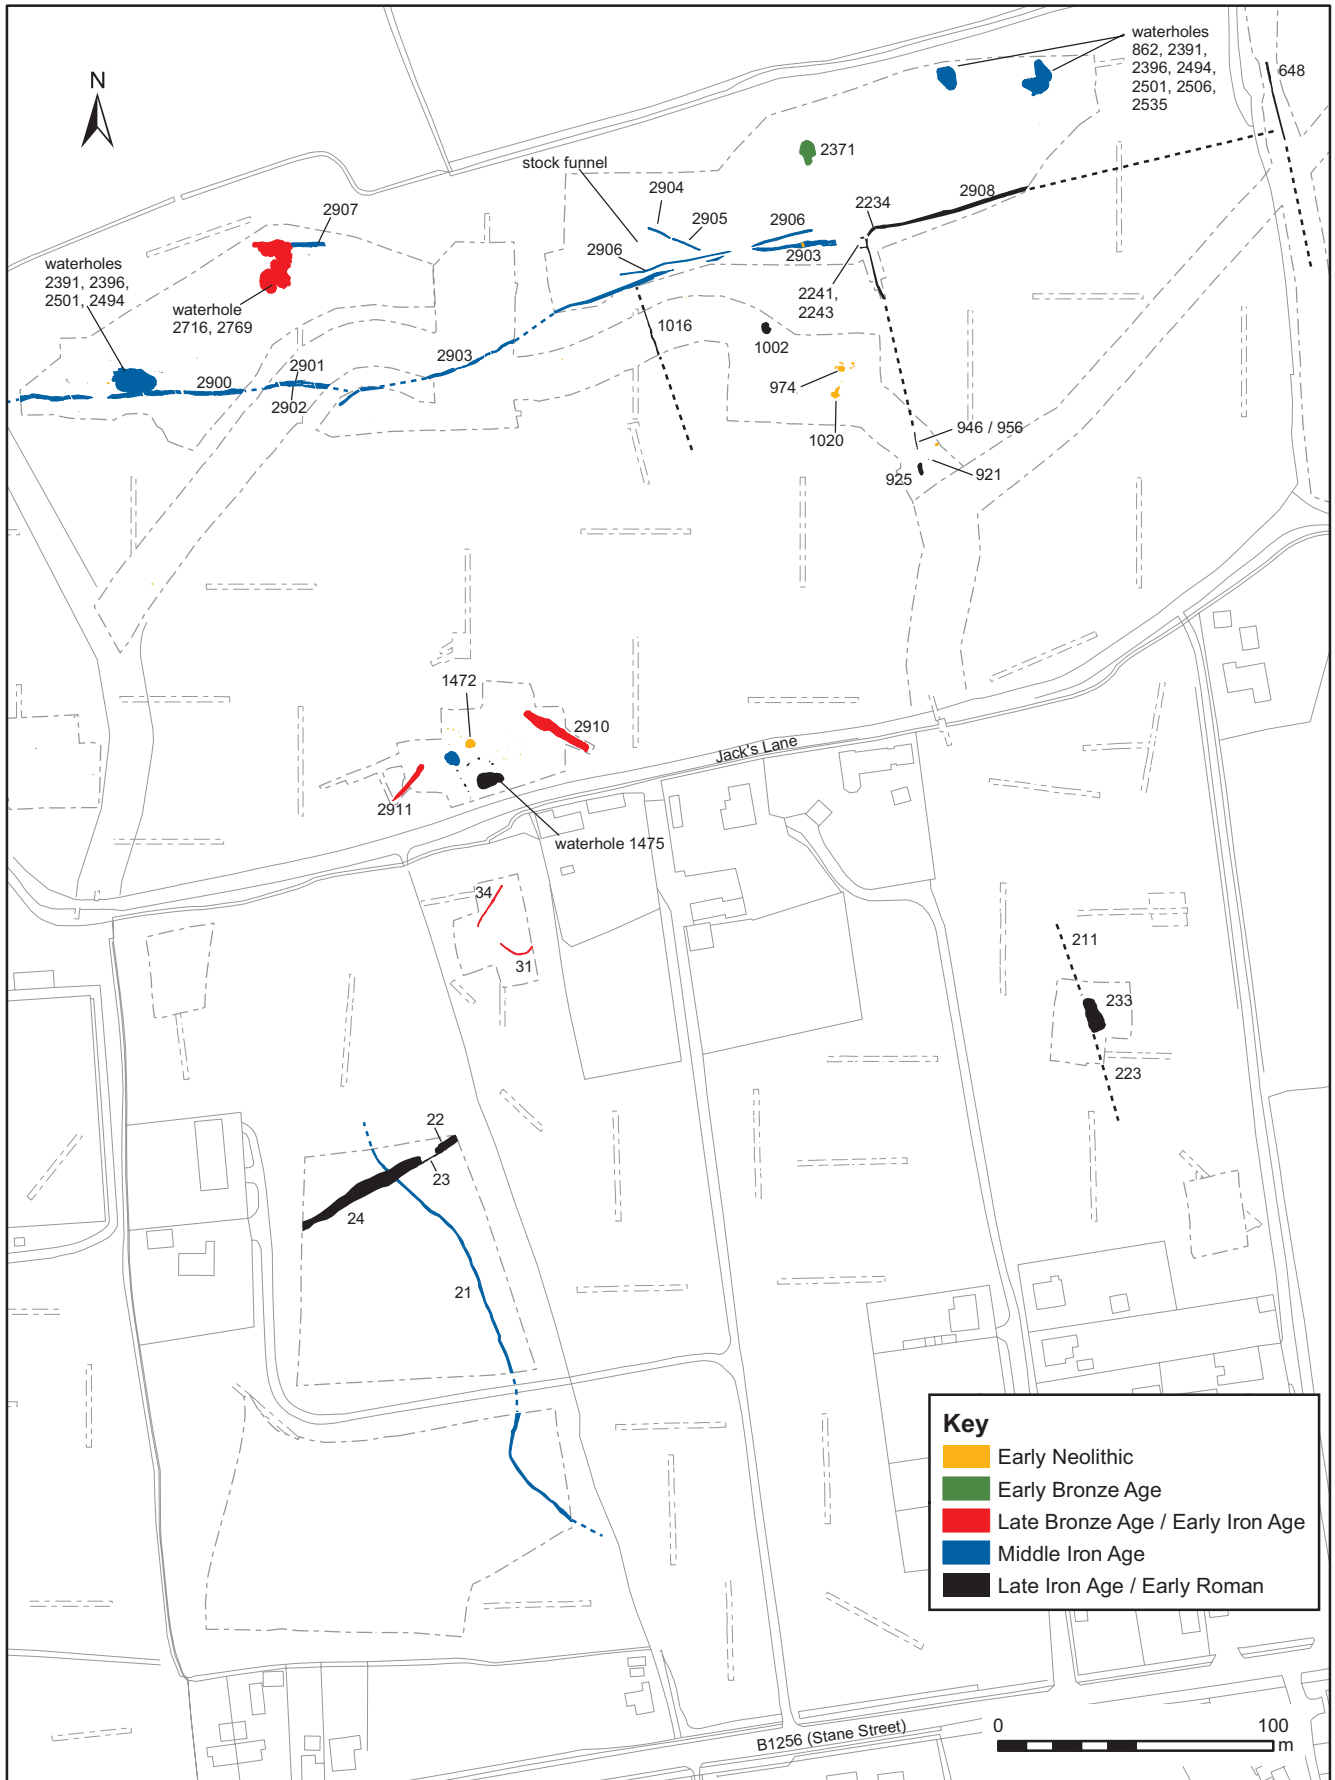 waterholes
862, 2391,
2396, 2494,
2501, 2506,
2535
648
N
stock funnel
2371
2904
2908
2234
2907
2905
2906
2906
2903
waterholes
2391, 2396,
2501, 2494
waterhole
2716, 2769
2241,
2243
1016
1002
2903
2901
2900
974
2902
946 / 956
1020
921
925
1472
2910
Jack's Lane
2911
waterhole 1475
34
211
31
233
223
22
23
24
21
Key
Early Neolithic
Early Bronze Age
Late Bronze Age / Early Iron Age
Middle Iron Age
Late Iron Age / Early Roman
B1256 (Stane Street)
0
100
m